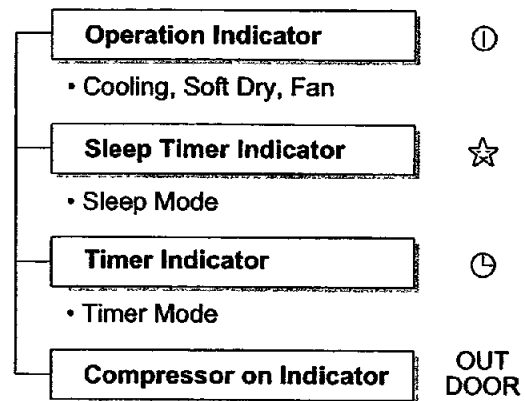 Operation Indicator
• Cooling, Soft Dry, Fan
Sleep Timer Indicator
• Sleep Mode
Timer Indicator
• Timer Mode
Compressor on Indicator
OUT
DOOR